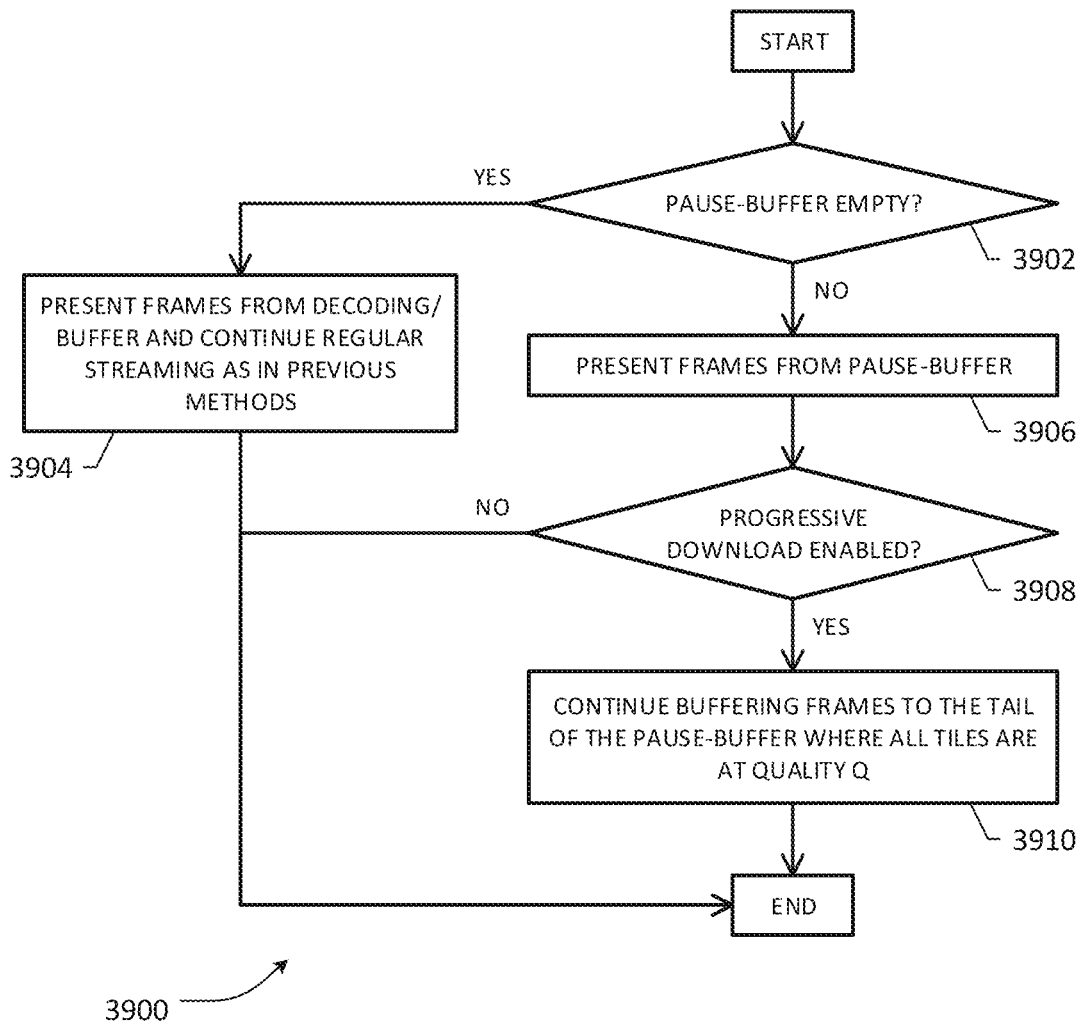 START
YES
PAUSE-BUFFER EMPTY?
3902
NO
PRESENT FRAMES FROM DECODING/
BUFFER AND CONTINUE REGULAR
STREAMING AS IN PREVIOUS
METHODS
3904
PRESENT FRAMES FROM PAUSE-BUFFER
3906
NO
PROGRESSIVE
DOWNLOAD ENABLED?
3908
YES
CONTINUE BUFFERING FRAMES TO THE TAIL
OF THE PAUSE-BUFFER WHERE ALL TILES ARE
AT QUALITY Q
3910
END
3900